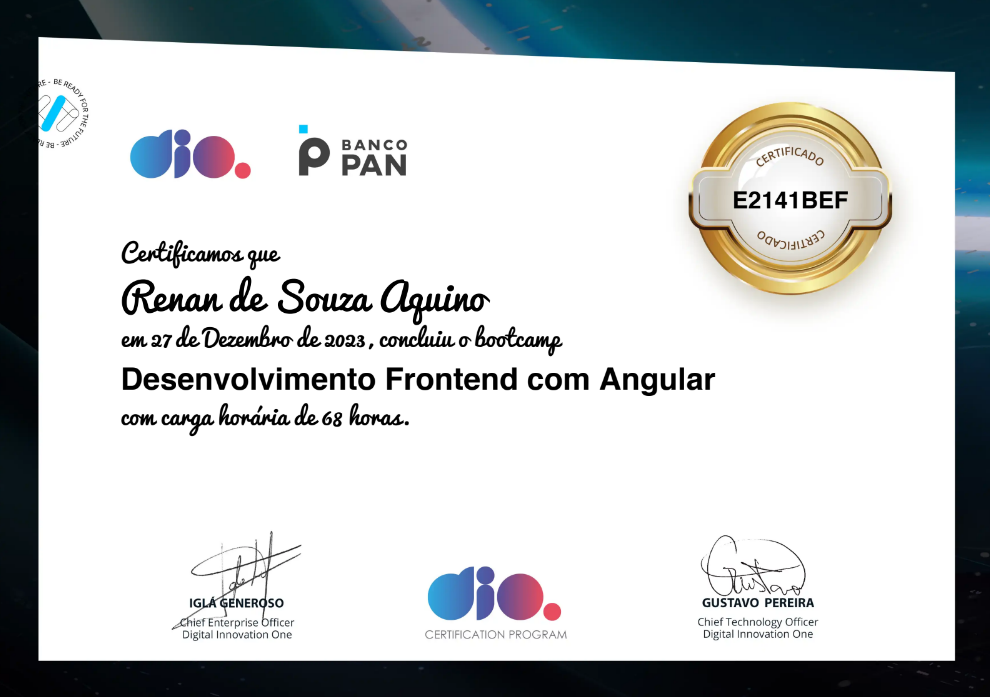 RE - BE READY FOR THE FUTURE - BE RE
dio.
BANCO
PAN
CERTIFICADO
E2141BEF
CERTIFICADO
Certificamos que
Renan de Souza Aquino
em 27 de Dezembro de 2023, concluiu o bootcamp
Desenvolvimento Frontend com Angular
com carga horária de 68 horas.
IGLÁ GENEROSO
Chief Enterprise Officer
Digital Innovation One
dio.
CERTIFICATION PROGRAM
Gustavo
GUSTAVO PEREIRA
Chief Technology Officer
Digital Innovation One